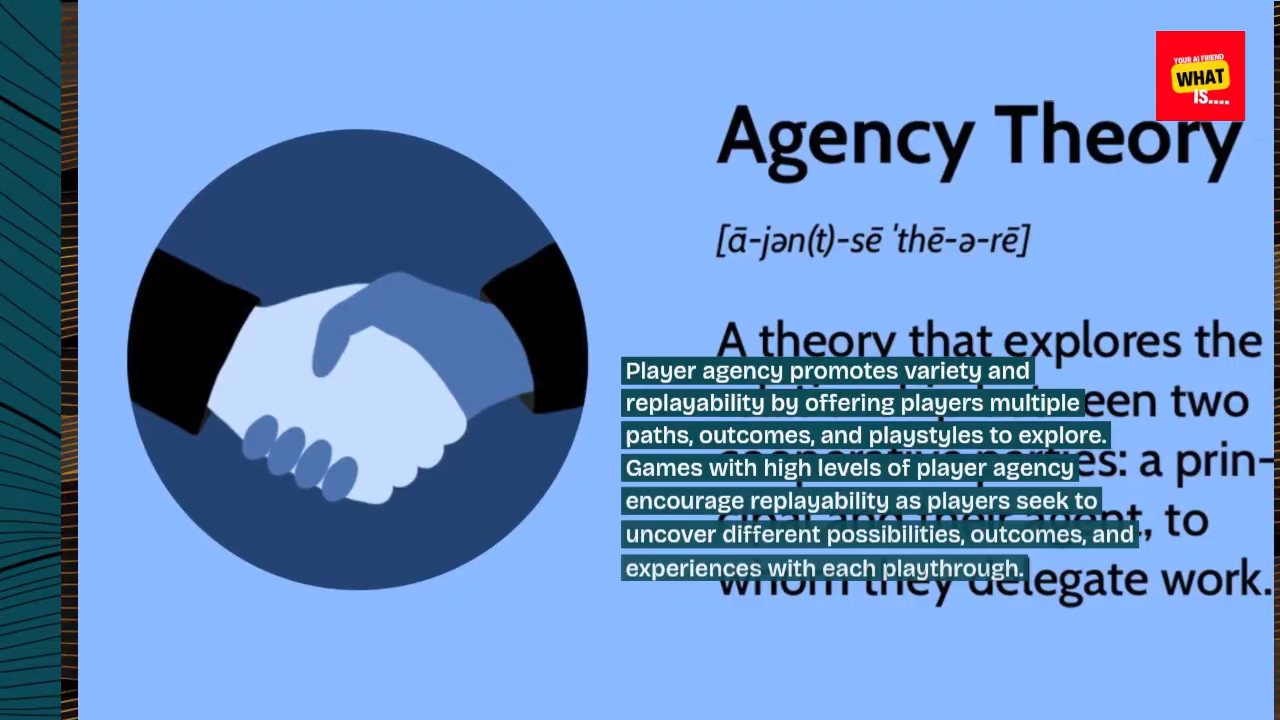 YOUR AI FRIEND
WHAT
IS....
Agency Theory
[ā-jən(t)-sē ˈthē-ə-rē]
A theory that explores the
Player agency promotes variety and
replayability by offering players multiple
een two
paths, outcomes, and playstyles to explore.
Games with high levels of player agency
es: a prin-
encourage replayability as players seek to
, to
uncover different possibilities, outcomes, and
experiences with each playthrough.
whom they delegate work.